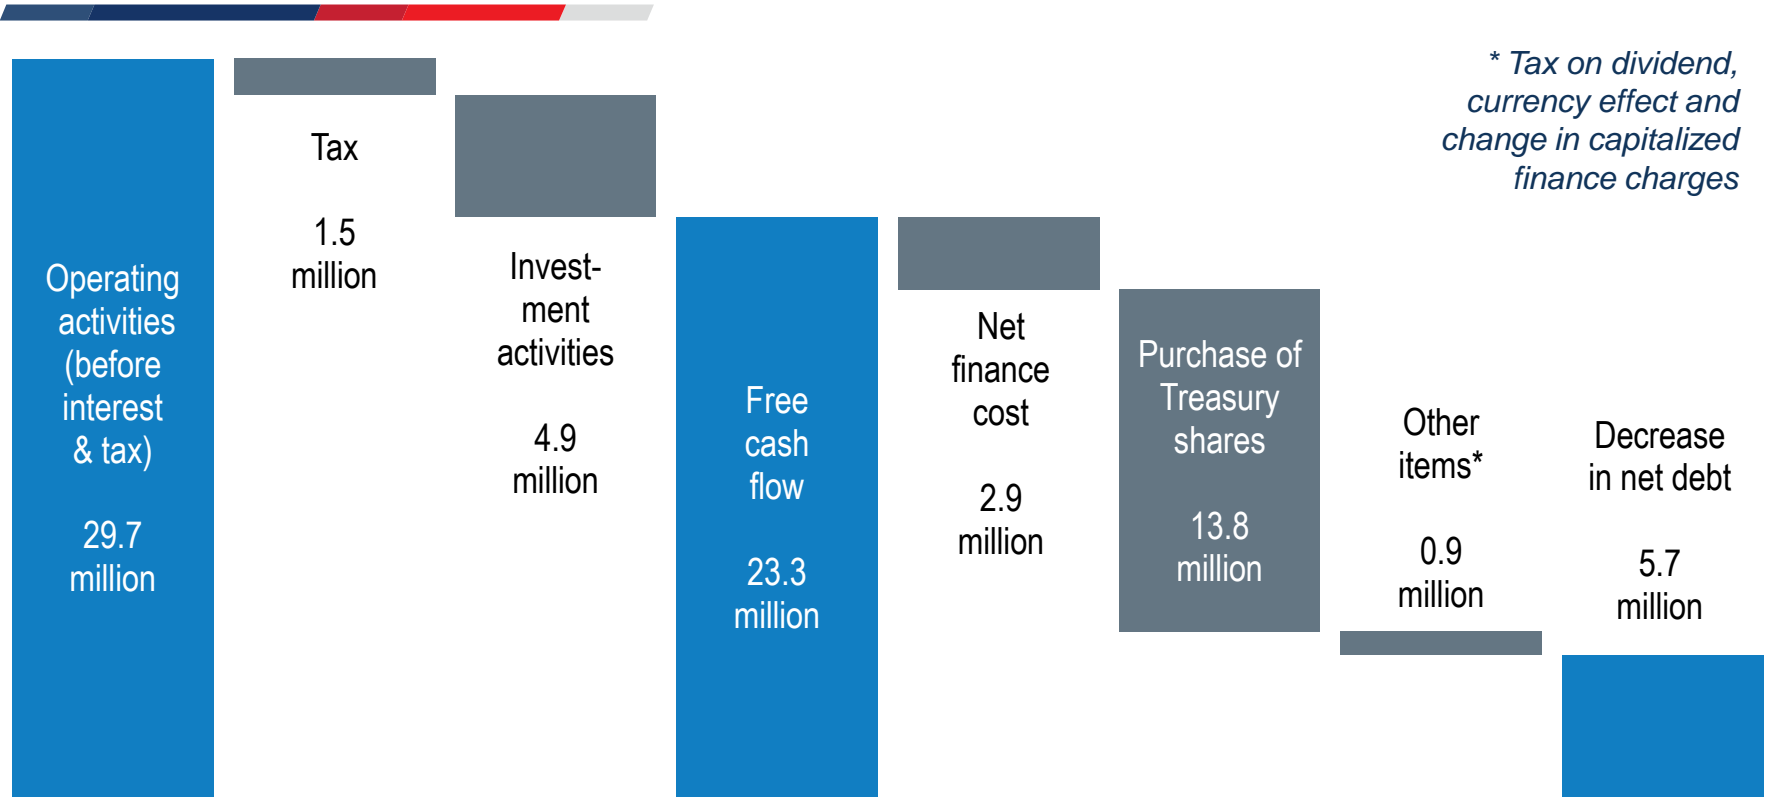 Operating
activities
(before
interest
& tax)
29.7
million
Tax
1.5
million
Invest-
ment
activities
4.9
million
Free
cash
flow
23.3
million
Net
finance
cost
2.9
million
Purchase of
Treasury
shares
13.8
million
Other
items*
0.9
million
Decrease
in net debt
5.7
million
* Tax on dividend,
currency effect and
change in capitalized
finance charges